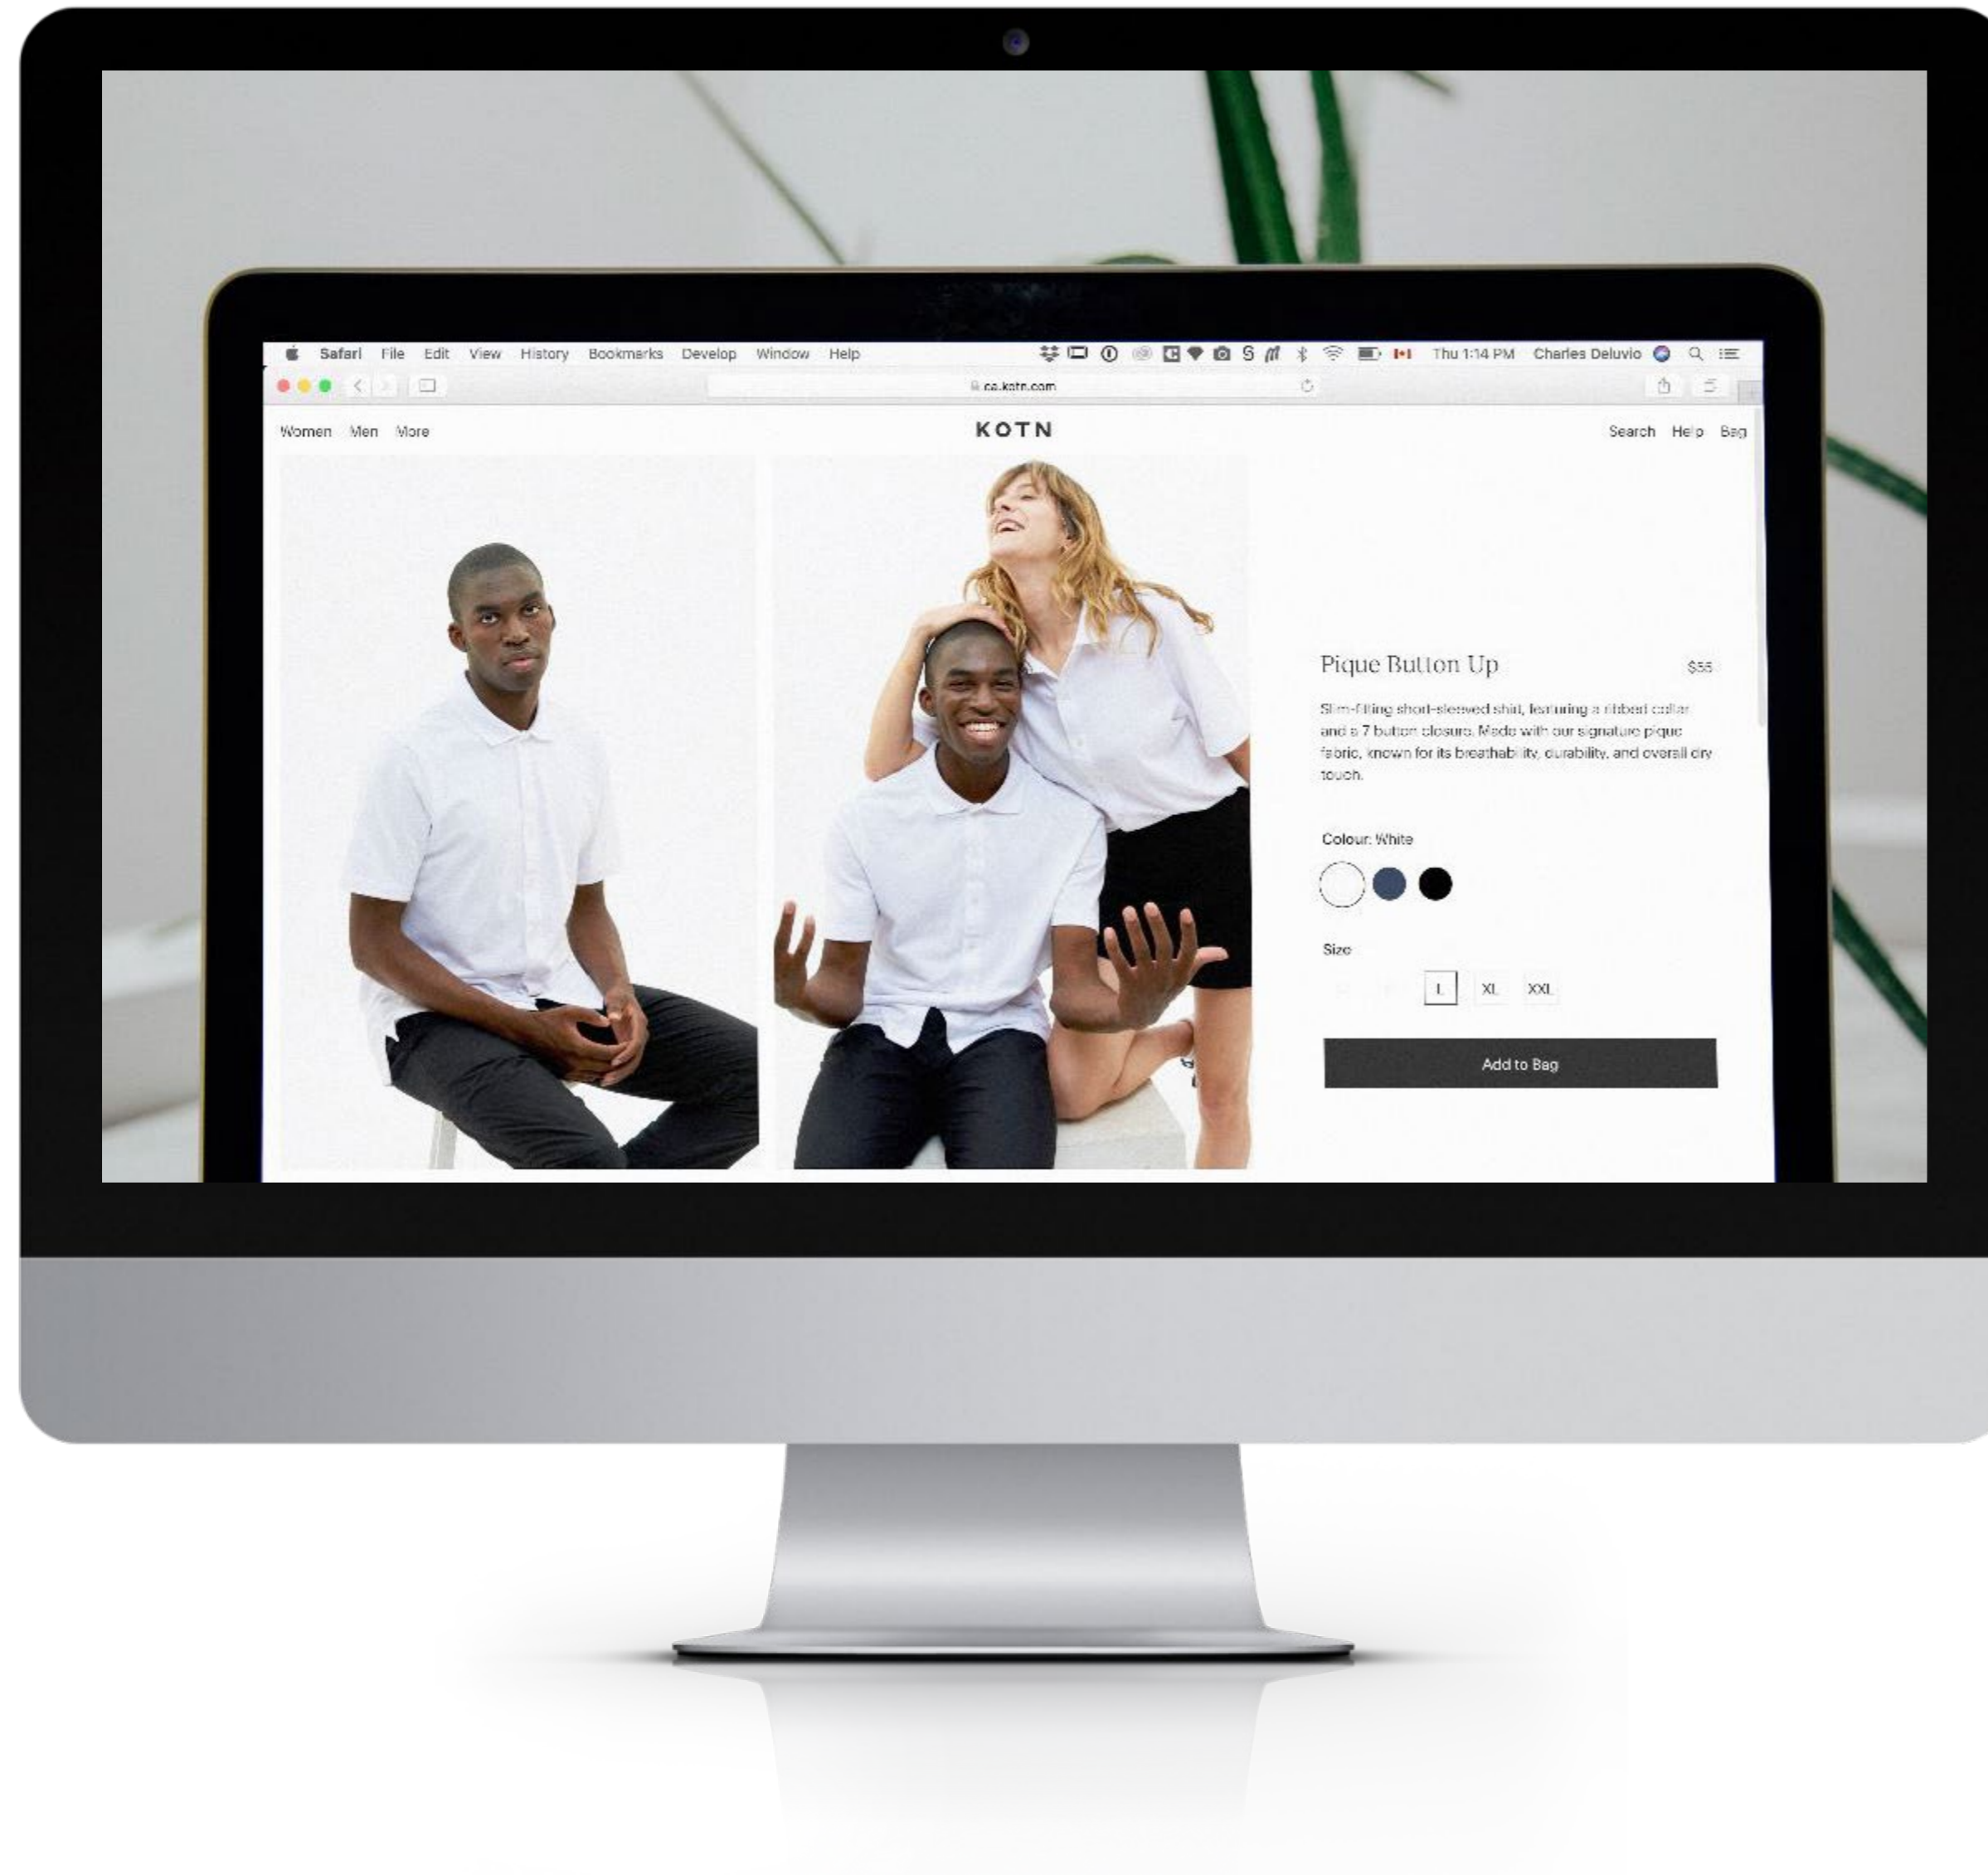 Safari File Edit View History Bookmarks Develop Window Help Thu 1:14 PM Charles Deluvio
ca.kotn.com
Women Men More KOTN Search Help Bag
Pique Button Up $55
Slim-fitting short-sleeved shirt, featuring a ribbed collar
and a 7 button closure. Made with our signature pique
fabric, known for its breathability, durability, and overall dry
touch.
Colour: White
Size
L XL XXL
Add to Bag